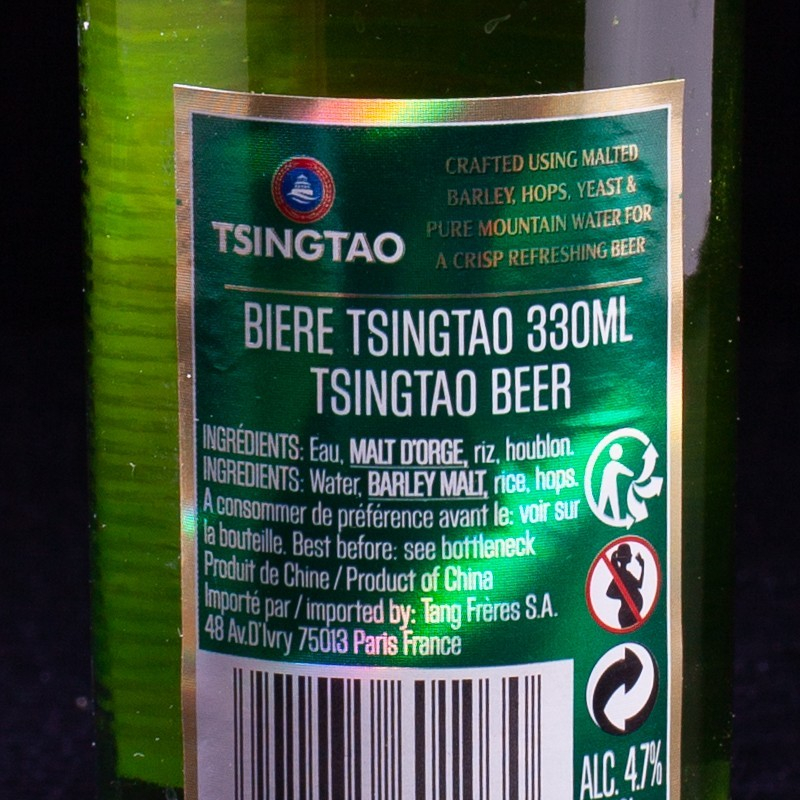 TSINGTAO
CRAFTED USING MALTED
BARLEY, HOPS, YEAST &
PURE MOUNTAIN WATER FOR
A CRISP REFRESHING BEER
BIERE TSINGTAO 330ML
TSINGTAO BEER
INGRÉDIENTS: Eau, MALT D'ORGE, riz, houblon.
INGREDIENTS: Water, BARLEY MALT, rice, hops.
A consommer de préférence avant le: voir sur
la bouteille. Best before: see bottleneck
Produit de Chine / Product of China
Importé par / imported by: Tang Frères S.A.
48 Av.D'Ivry 75013 Paris France
ALC. 4.7%